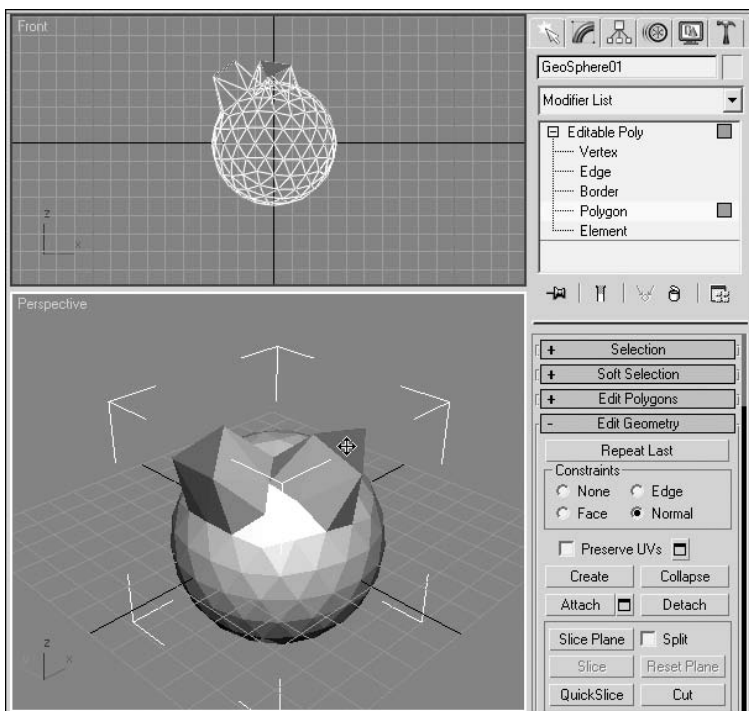 Front
z
x
Perspective
z
x
GeoSphere01
Modifier List
Editable Poly
Vertex
Edge
Border
Polygon
Element
+ Selection
+ Soft Selection
+ Edit Polygons
- Edit Geometry
Repeat Last
Constraints
None Edge
Face Normal
Preserve UVs
Create Collapse
Attach Detach
Slice Plane Split
Slice Reset Plane
QuickSlice Cut